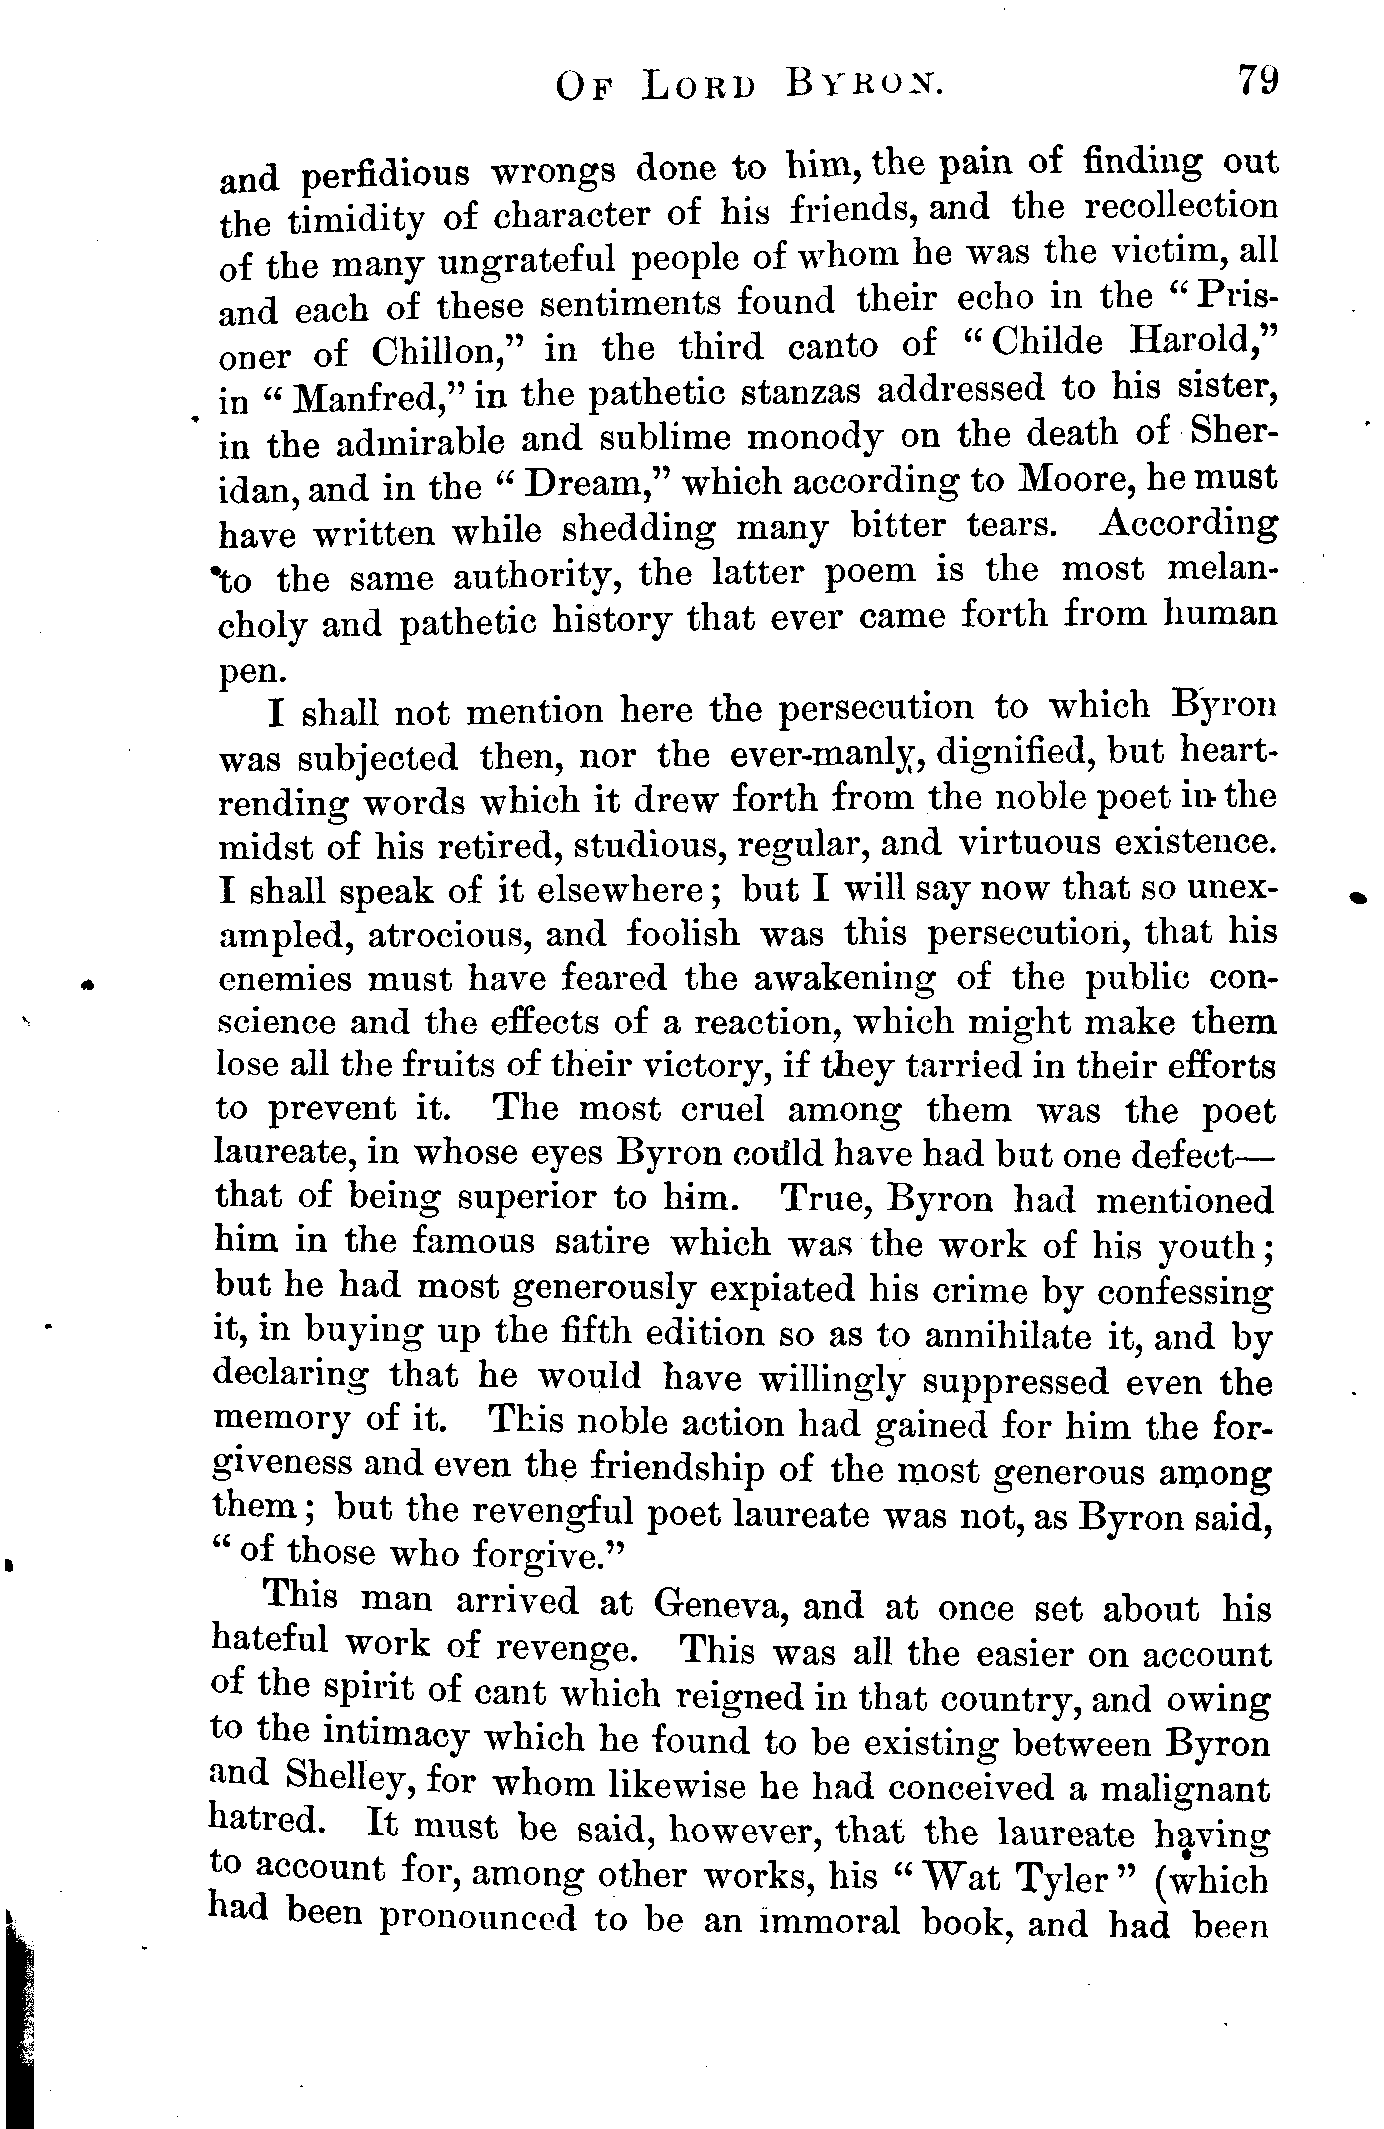 OF LORD BYRON. 79
and perfidious wrongs done to him, the pain of finding out
the timidity of character of his friends, and the recollection
of the many ungrateful people of whom he was the victim, all
and each of these sentiments found their echo in the “Pris-
oner of Chillon,” in the third canto of “Childe Harold,”
in “Manfred,” in the pathetic stanzas addressed to his sister,
in the admirable and sublime monody on the death of Sher-
idan, and in the “Dream,” which according to Moore, he must
have written while shedding many bitter tears. According
to the same authority, the latter poem is the most melan-
choly and pathetic history that ever came forth from human
pen.
I shall not mention here the persecution to which Byron
was subjected then, nor the ever-manly, dignified, but heart-
rending words which it drew forth from the noble poet in the
midst of his retired, studious, regular, and virtuous existence.
I shall speak of it elsewhere; but I will say now that so unex-
ampled, atrocious, and foolish was this persecution, that his
enemies must have feared the awakening of the public con-
science and the effects of a reaction, which might make them
lose all the fruits of their victory, if they tarried in their efforts
to prevent it. The most cruel among them was the poet
laureate, in whose eyes Byron could have had but one defect—
that of being superior to him. True, Byron had mentioned
him in the famous satire which was the work of his youth;
but he had most generously expiated his crime by confessing
it, in buying up the fifth edition so as to annihilate it, and by
declaring that he would have willingly suppressed even the
memory of it. This noble action had gained for him the for-
giveness and even the friendship of the most generous among
them; but the revengful poet laureate was not, as Byron said,
“of those who forgive.”
This man arrived at Geneva, and at once set about his
hateful work of revenge. This was all the easier on account
of the spirit of cant which reigned in that country, and owing
to the intimacy which he found to be existing between Byron
and Shelley, for whom likewise he had conceived a malignant
hatred. It must be said, however, that the laureate having
to account for, among other works, his “Wat Tyler” (which
had been pronounced to be an immoral book, and had been